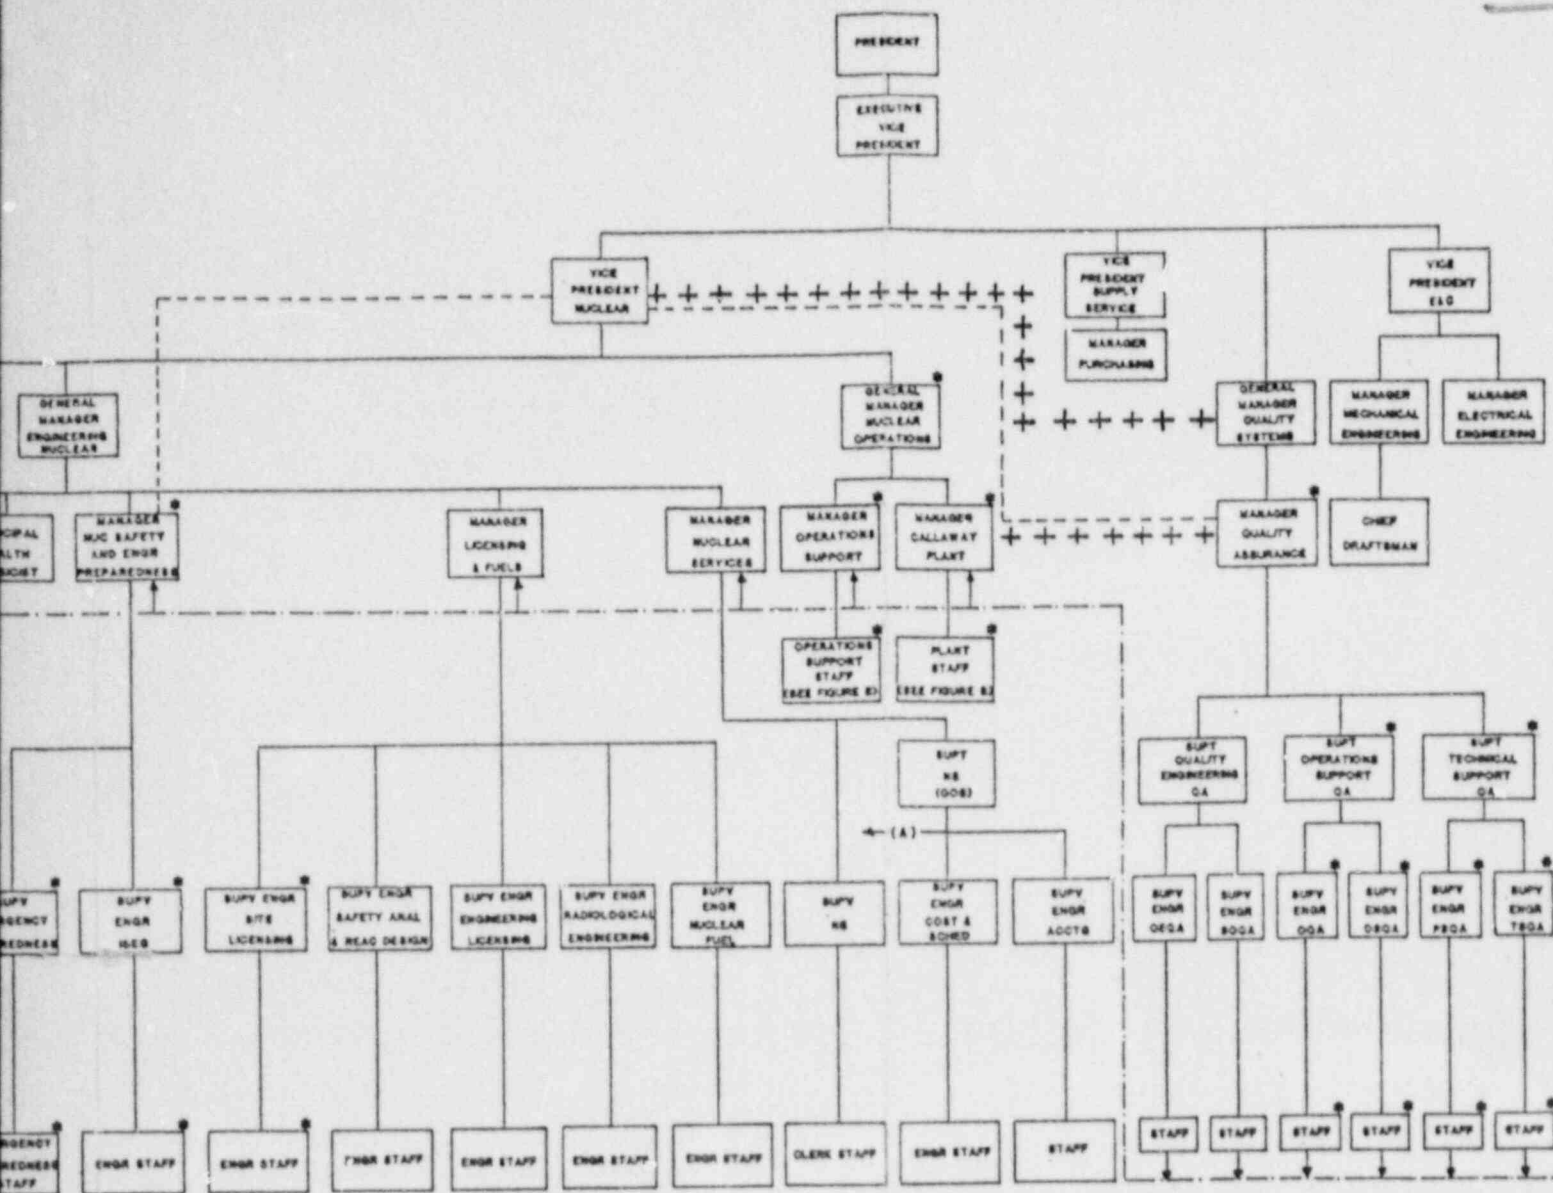 PRESIDENT
EXECUTIVE
VICE
PRESIDENT
VICE
PRESIDENT
NUCLEAR
VICE
PRESIDENT
SUPPLY
SERVICE
MANAGER
PURCHASING
VICE
PRESIDENT
GENERAL
MANAGER
ENGINEERING
NUCLEAR
GENERAL
MANAGER
NUCLEAR
OPERATIONS
GENERAL
MANAGER
QUALITY
SYSTEMS
MANAGER
MECHANICAL
ENGINEERING
MANAGER
ELECTRICAL
ENGINEERING
MANAGER
NUC SAFETY
AND EMGR
PREPAREDNESS
MANAGER
LICENSING
& FUELS
MANAGER
NUCLEAR
SERVICES
MANAGER
OPERATIONS
SUPPORT
MANAGER
CALLAWAY
PLANT
MANAGER
QUALITY
ASSURANCE
CHIEF
DRAFTSMAN
OPERATIONS
SUPPORT
STAFF
(SEE FIGURE
PLANT
STAFF
(SEE FIGURE
SUPT
NS
(GOB)
SUPT
QUALITY
ENGINEERING
QA
SUPT
OPERATIONS
SUPPORT
QA
SUPT
TECHNICAL
SUPPORT
QA
(A)
SUPV
ENGR
ISEG
SUPV ENGR
SITE
LICENSING
SUPV ENGR
SAFETY ANAL
& REAC DESIGN
SUPV ENGR
ENGINEERING
LICENSING
SUPV ENGR
RADIOLOGICAL
ENGINEERING
SUPV
ENGR
NUCLEAR
FUEL
SUPV
NS
SUPV
ENGR
COST &
SCHED
SUPV
ENGR
ACCTG
SUPV
ENGR
QEQA
SUPV
ENGR
SUPV
ENGR
OQA
SUPV
ENGR
OSQA
SUPV
ENGR
SUPV
ENGR
TSQA
ENGR STAFF
ENGR STAFF
ENGR STAFF
ENGR STAFF
ENGR STAFF
ENGR STAFF
CLERK STAFF
ENGR STAFF
STAFF
STAFF
STAFF
STAFF
STAFF
STAFF
STAFF